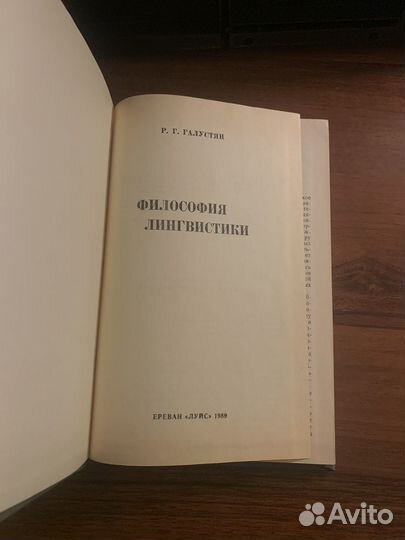 Р. Г. ГАЛУСТЯН
ФИЛОСОФИЯ
ЛИНГВИСТИКИ
ЕРЕВАН «ЛУЙС» 1989
Avito